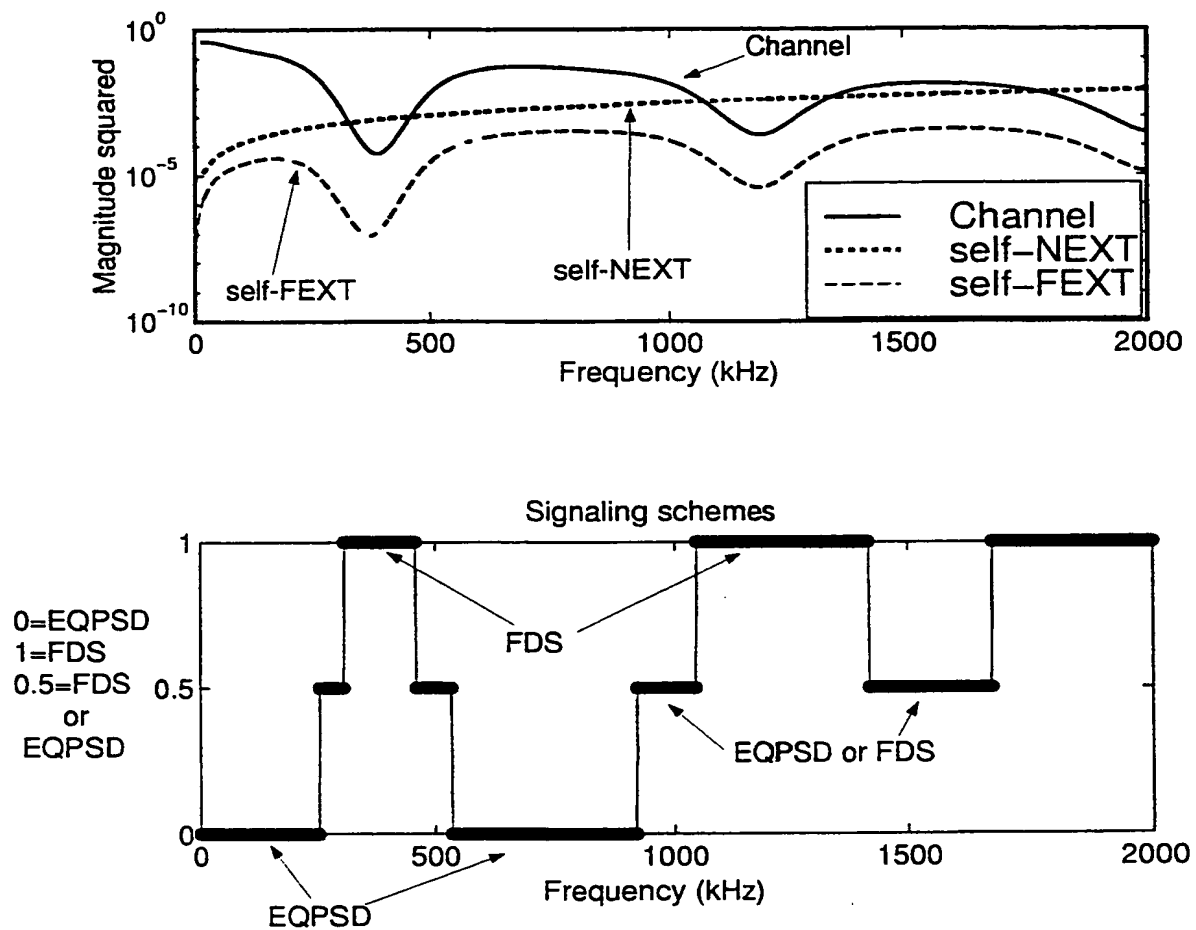 10^0
Channel
Magnitude squared
10^-5
self-FEXT
self-NEXT
Channel
self-NEXT
self-FEXT
10^-10
0 500 1000 1500 2000
Frequency (kHz)
Signaling schemes
1
0=EQPSD
1=FDS
0.5=FDS
or
EQPSD
FDS
0.5
EQPSD or FDS
0
0 500 1000 1500 2000
Frequency (kHz)
EQPSD